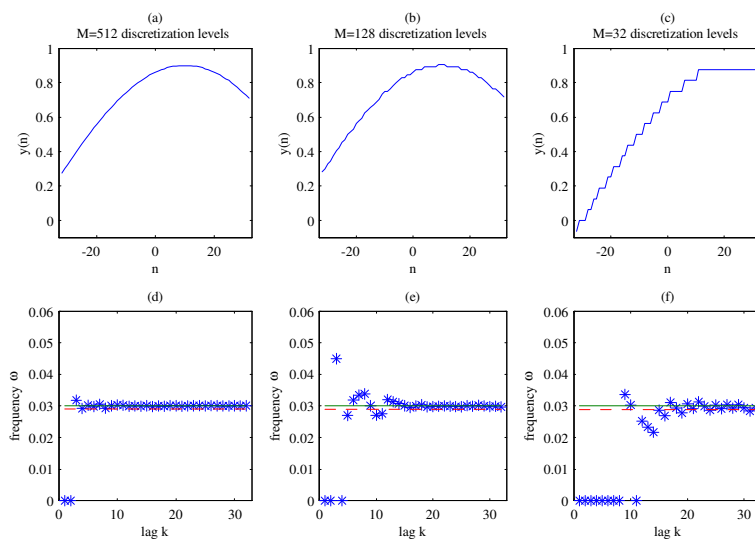 (a)
M=512 discretization levels
1
0.8
0.6
0.4
0.2
0
y(n)
−20 0 20
n
(b)
M=128 discretization levels
1
0.8
0.6
0.4
0.2
0
y(n)
−20 0 20
n
(c)
M=32 discretization levels
1
0.8
0.6
0.4
0.2
0
y(n)
−20 0 20
n
(d)
0.06
0.05
0.04
0.03
0.02
0.01
0
frequency ω
0 10 20 30
lag k
(e)
0.06
0.05
0.04
0.03
0.02
0.01
0
frequency ω
0 10 20 30
lag k
(f)
0.06
0.05
0.04
0.03
0.02
0.01
0
frequency ω
0 10 20 30
lag k